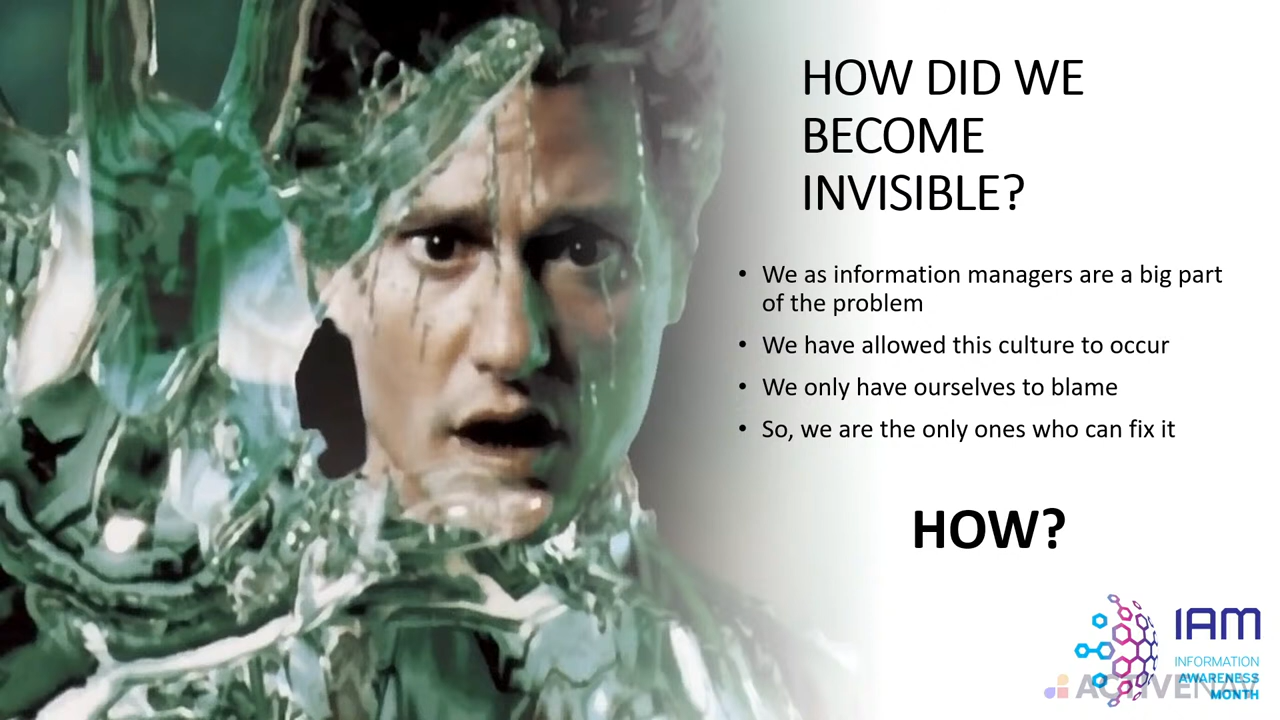 HOW DID WE
BECOME
INVISIBLE?
• We as information managers are a big part
of the problem
• We have allowed this culture to occur
• We only have ourselves to blame
• So, we are the only ones who can fix it
HOW?
IAM
INFORMATION
AWARENESS
MONTH
ACTIVENAV